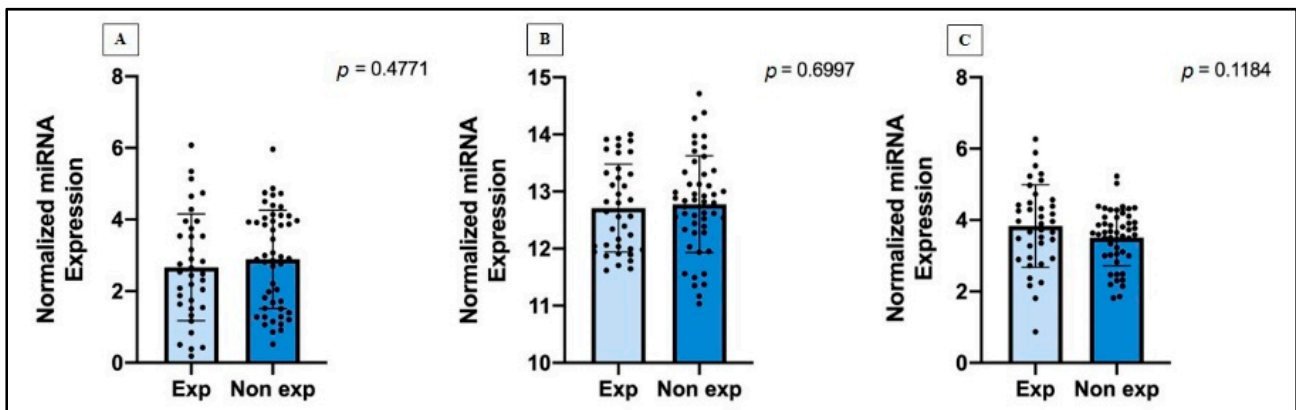 A
p = 0.4771
Normalized miRNA
Expression
8
6
4
2
0
Exp Non exp
B
p = 0.6997
Normalized miRNA
Expression
15
14
13
12
11
10
Exp Non exp
C
p = 0.1184
Normalized miRNA
Expression
8
6
4
2
0
Exp Non exp